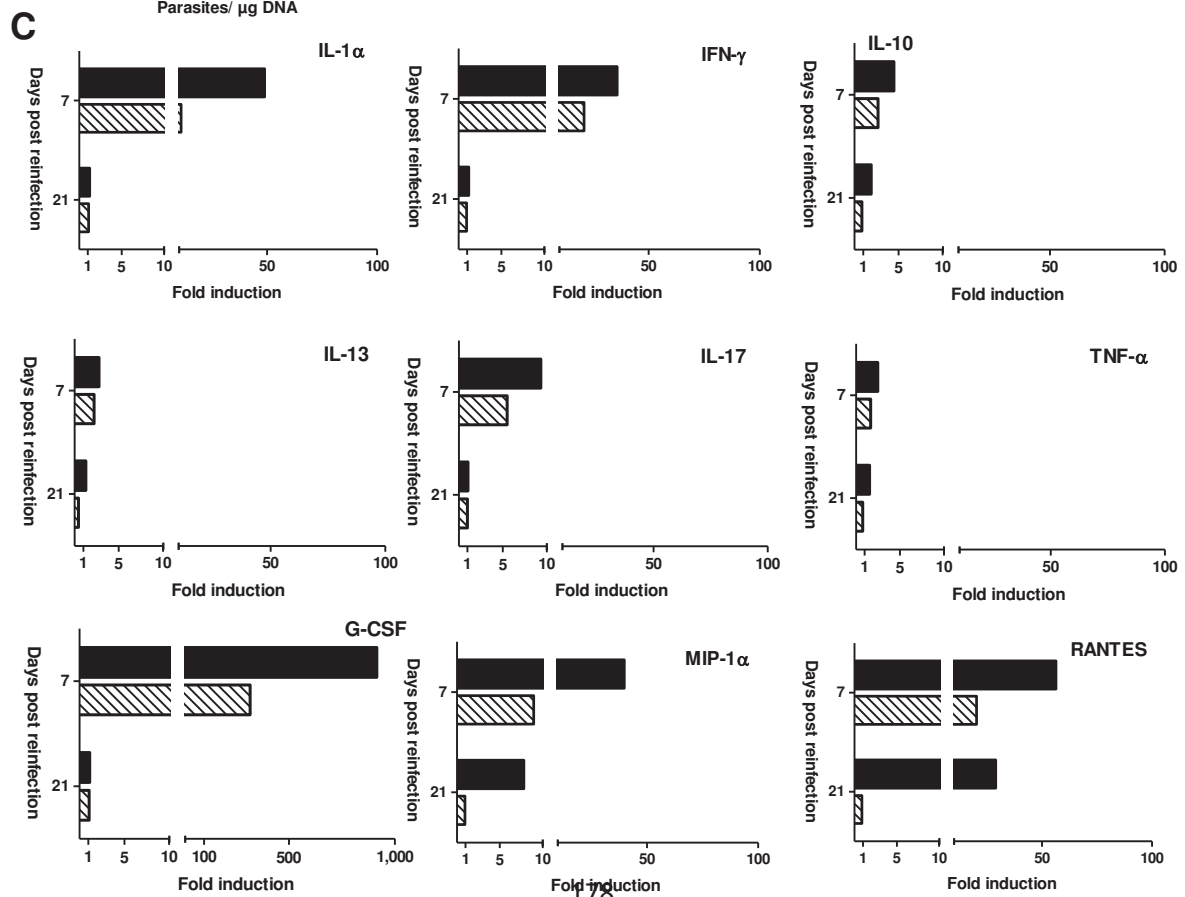 Parasites/ µg DNA
C
IL-1α
Days post reinfection
7
21
1 5 10 50 100
Fold induction
IFN-γ
Days post reinfection
7
21
1 5 10 50 100
Fold induction
IL-10
Days post reinfection
7
21
1 5 10 50 100
Fold induction
IL-13
Days post reinfection
7
21
1 5 10 50 100
Fold induction
IL-17
Days post reinfection
7
21
1 5 10 50 100
Fold induction
TNF-α
Days post reinfection
7
21
1 5 10 50 100
Fold induction
G-CSF
Days post reinfection
7
21
1 5 10 100 500 1,000
Fold induction
MIP-1α
Days post reinfection
7
21
1 5 10 50 100
Fold induction
178
RANTES
Days post reinfection
7
21
1 5 10 50 100
Fold induction